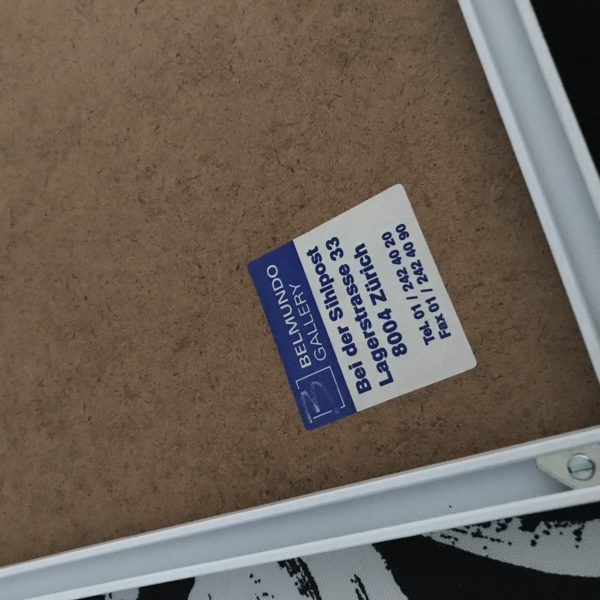 BELMUNDO
GALLERY
Bei der Sihlpost
Lagerstrasse 33
8004 Zürich
Tel. 01 / 242 40 20
Fax 01 / 242 40 90